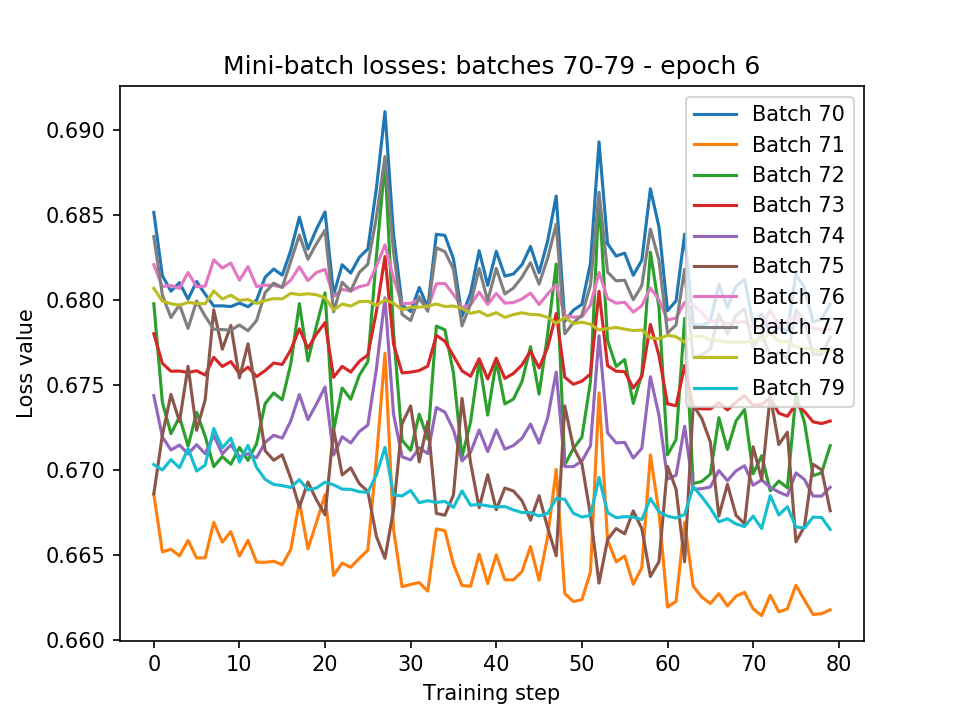 Mini-batch losses: batches 70-79 - epoch 6
0.690
0.685
0.680
0.675
0.670
0.665
0.660
Loss value
0
10
20
30
40
50
60
70
80
Training step
Batch 70
Batch 71
Batch 72
Batch 73
Batch 74
Batch 75
Batch 76
Batch 77
Batch 78
Batch 79